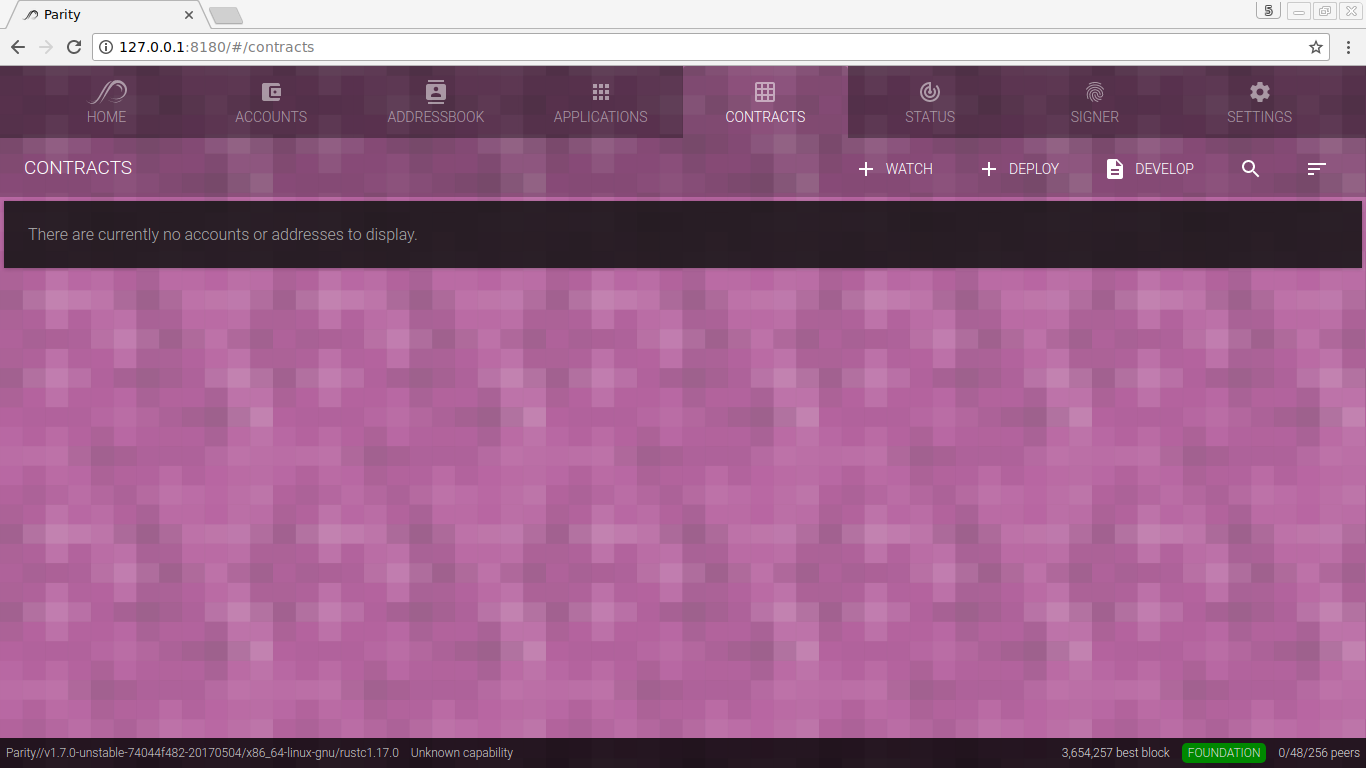 Parity
5
127.0.0.1:8180/#/contracts
HOME ACCOUNTS ADDRESSBOOK APPLICATIONS CONTRACTS STATUS SIGNER SETTINGS
CONTRACTS WATCH DEPLOY DEVELOP
There are currently no accounts or addresses to display.
Parity//v1.7.0-unstable-74044f482-20170504/x86_64-linux-gnu/rustc1.17.0 Unknown capability 3,654,257 best block FOUNDATION 0/48/256 peers